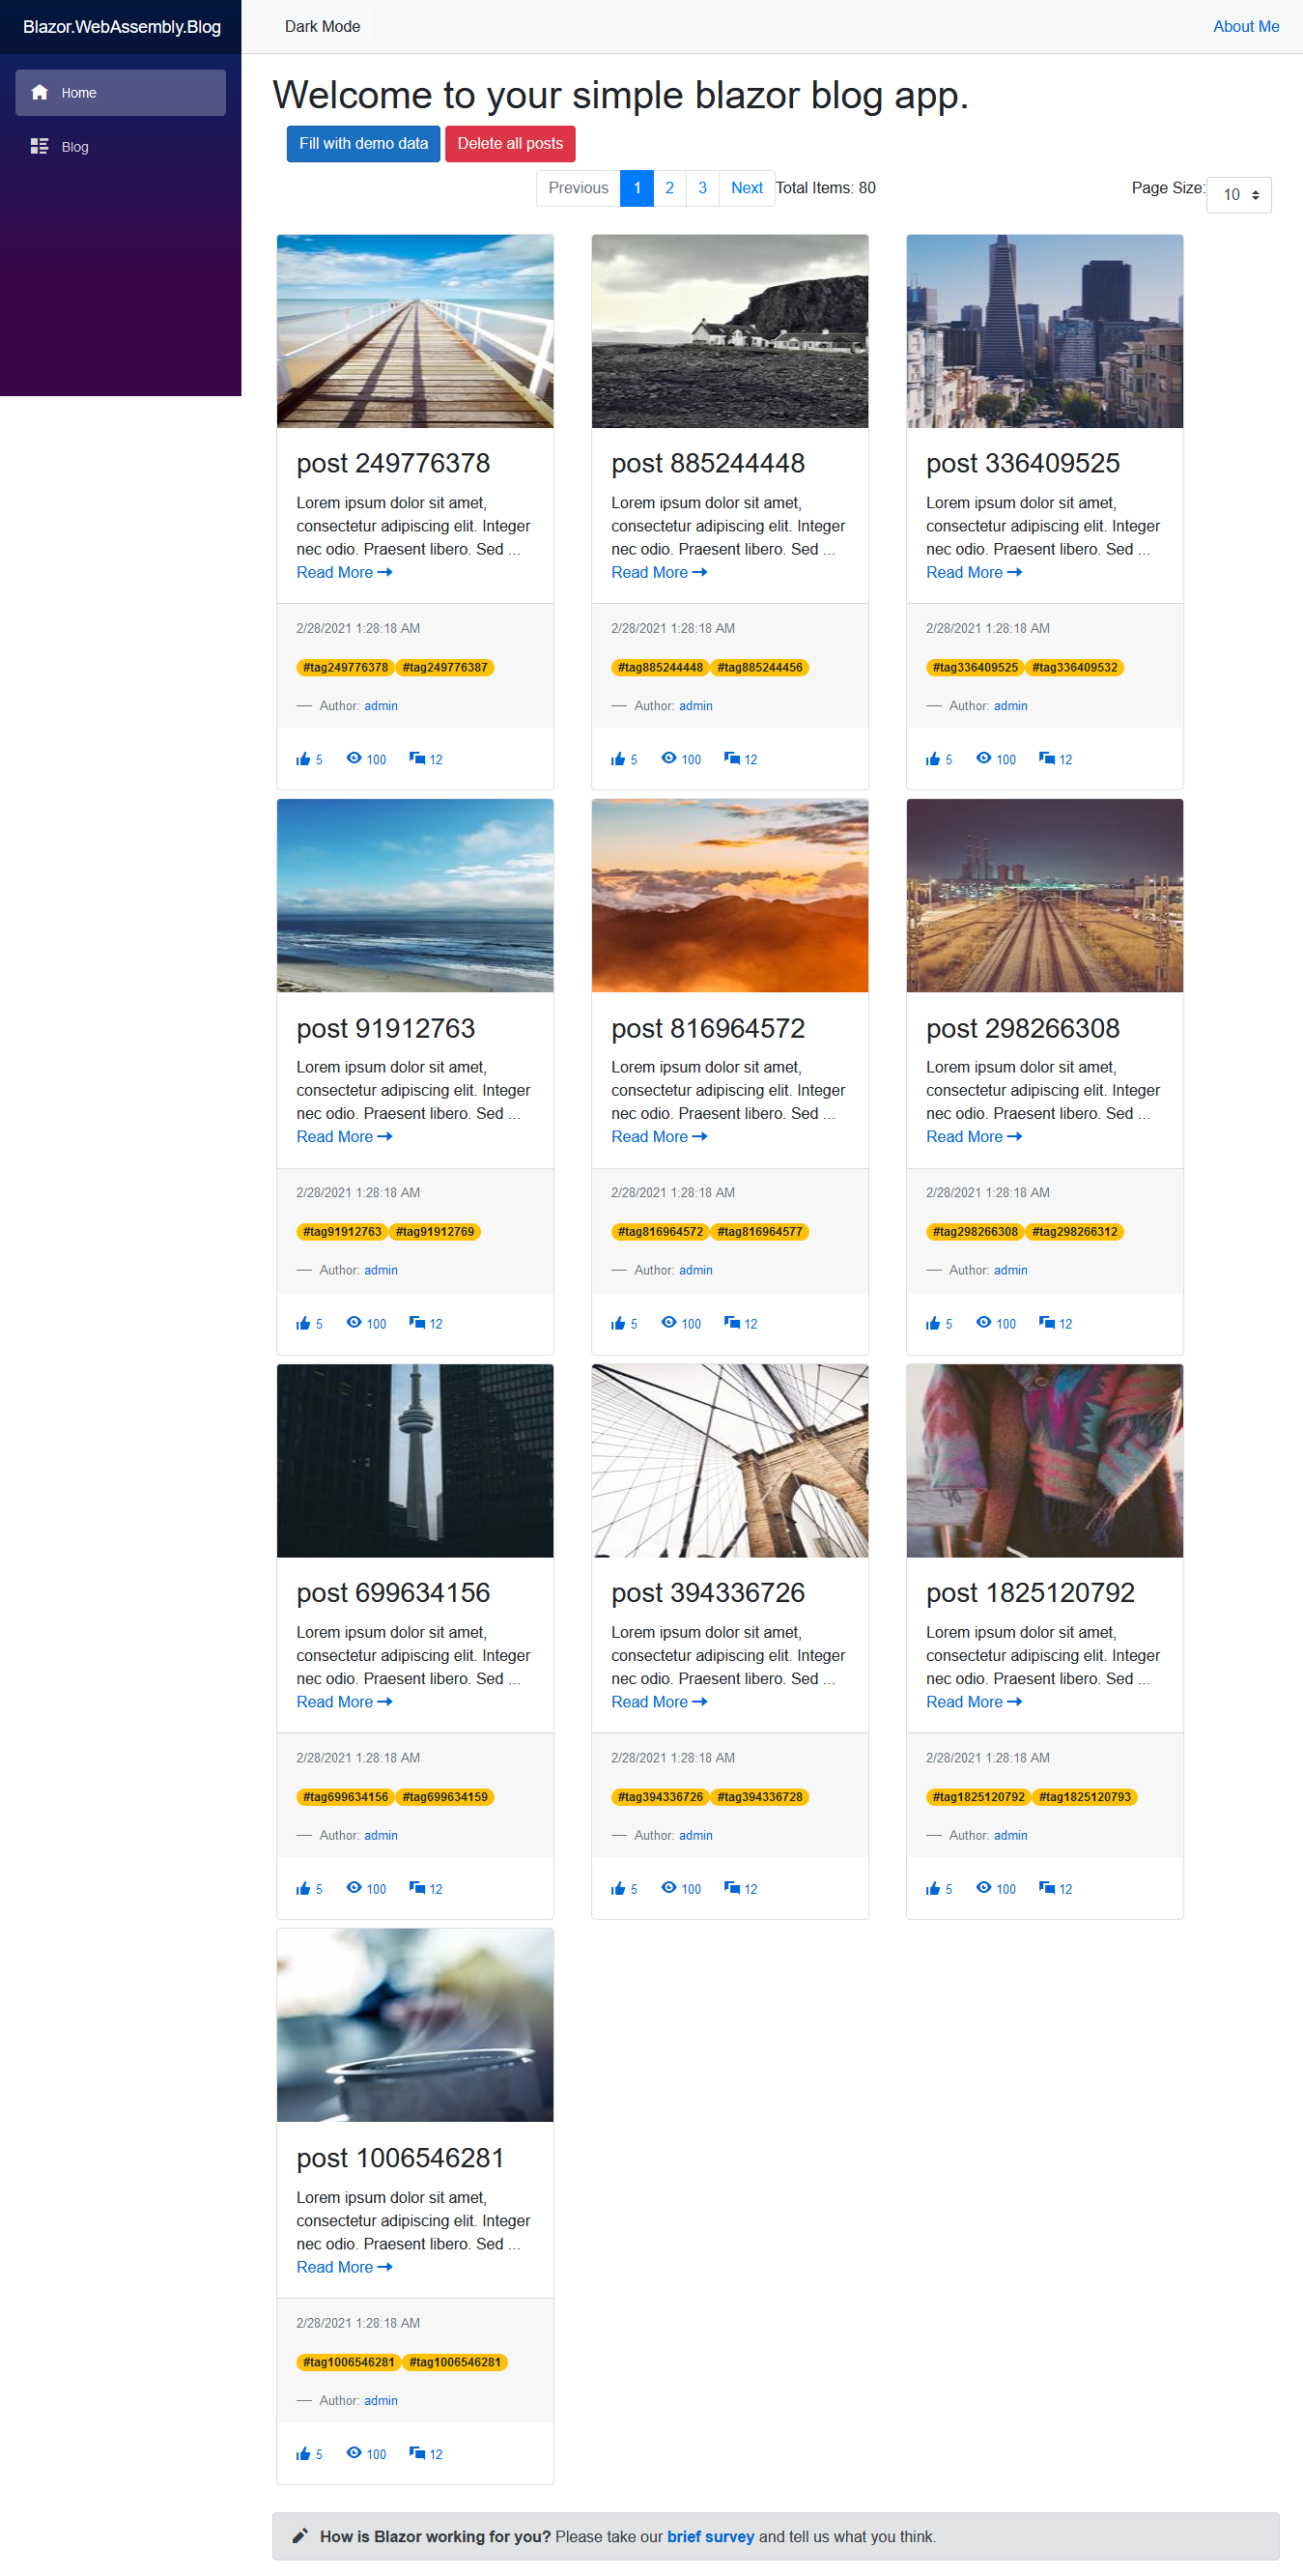 Blazor.WebAssembly.Blog
Dark Mode
About Me
Home
Blog
Welcome to your simple blazor blog app.
Fill with demo data
Delete all posts
Previous 1 2 3 Next Total Items: 80
Page Size: 10
post 249776378
Lorem ipsum dolor sit amet,
consectetur adipiscing elit. Integer
nec odio. Praesent libero. Sed ...
Read More
2/28/2021 1:28:18 AM
#tag249776378 #tag249776387
— Author: admin
5 100 12
post 885244448
Lorem ipsum dolor sit amet,
consectetur adipiscing elit. Integer
nec odio. Praesent libero. Sed ...
Read More
2/28/2021 1:28:18 AM
#tag885244448 #tag885244456
— Author: admin
5 100 12
post 336409525
Lorem ipsum dolor sit amet,
consectetur adipiscing elit. Integer
nec odio. Praesent libero. Sed ...
Read More
2/28/2021 1:28:18 AM
#tag336409525 #tag336409532
— Author: admin
5 100 12
post 91912763
Lorem ipsum dolor sit amet,
consectetur adipiscing elit. Integer
nec odio. Praesent libero. Sed ...
Read More
2/28/2021 1:28:18 AM
#tag91912763 #tag91912769
— Author: admin
5 100 12
post 816964572
Lorem ipsum dolor sit amet,
consectetur adipiscing elit. Integer
nec odio. Praesent libero. Sed ...
Read More
2/28/2021 1:28:18 AM
#tag816964572 #tag816964577
— Author: admin
5 100 12
post 298266308
Lorem ipsum dolor sit amet,
consectetur adipiscing elit. Integer
nec odio. Praesent libero. Sed ...
Read More
2/28/2021 1:28:18 AM
#tag298266308 #tag298266312
— Author: admin
5 100 12
post 699634156
Lorem ipsum dolor sit amet,
consectetur adipiscing elit. Integer
nec odio. Praesent libero. Sed ...
Read More
2/28/2021 1:28:18 AM
#tag699634156 #tag699634159
— Author: admin
5 100 12
post 394336726
Lorem ipsum dolor sit amet,
consectetur adipiscing elit. Integer
nec odio. Praesent libero. Sed ...
Read More
2/28/2021 1:28:18 AM
#tag394336726 #tag394336728
— Author: admin
5 100 12
post 1825120792
Lorem ipsum dolor sit amet,
consectetur adipiscing elit. Integer
nec odio. Praesent libero. Sed ...
Read More
2/28/2021 1:28:18 AM
#tag1825120792 #tag1825120793
— Author: admin
5 100 12
post 1006546281
Lorem ipsum dolor sit amet,
consectetur adipiscing elit. Integer
nec odio. Praesent libero. Sed ...
Read More
2/28/2021 1:28:18 AM
#tag1006546281 #tag1006546281
— Author: admin
5 100 12
How is Blazor working for you? Please take our brief survey and tell us what you think.